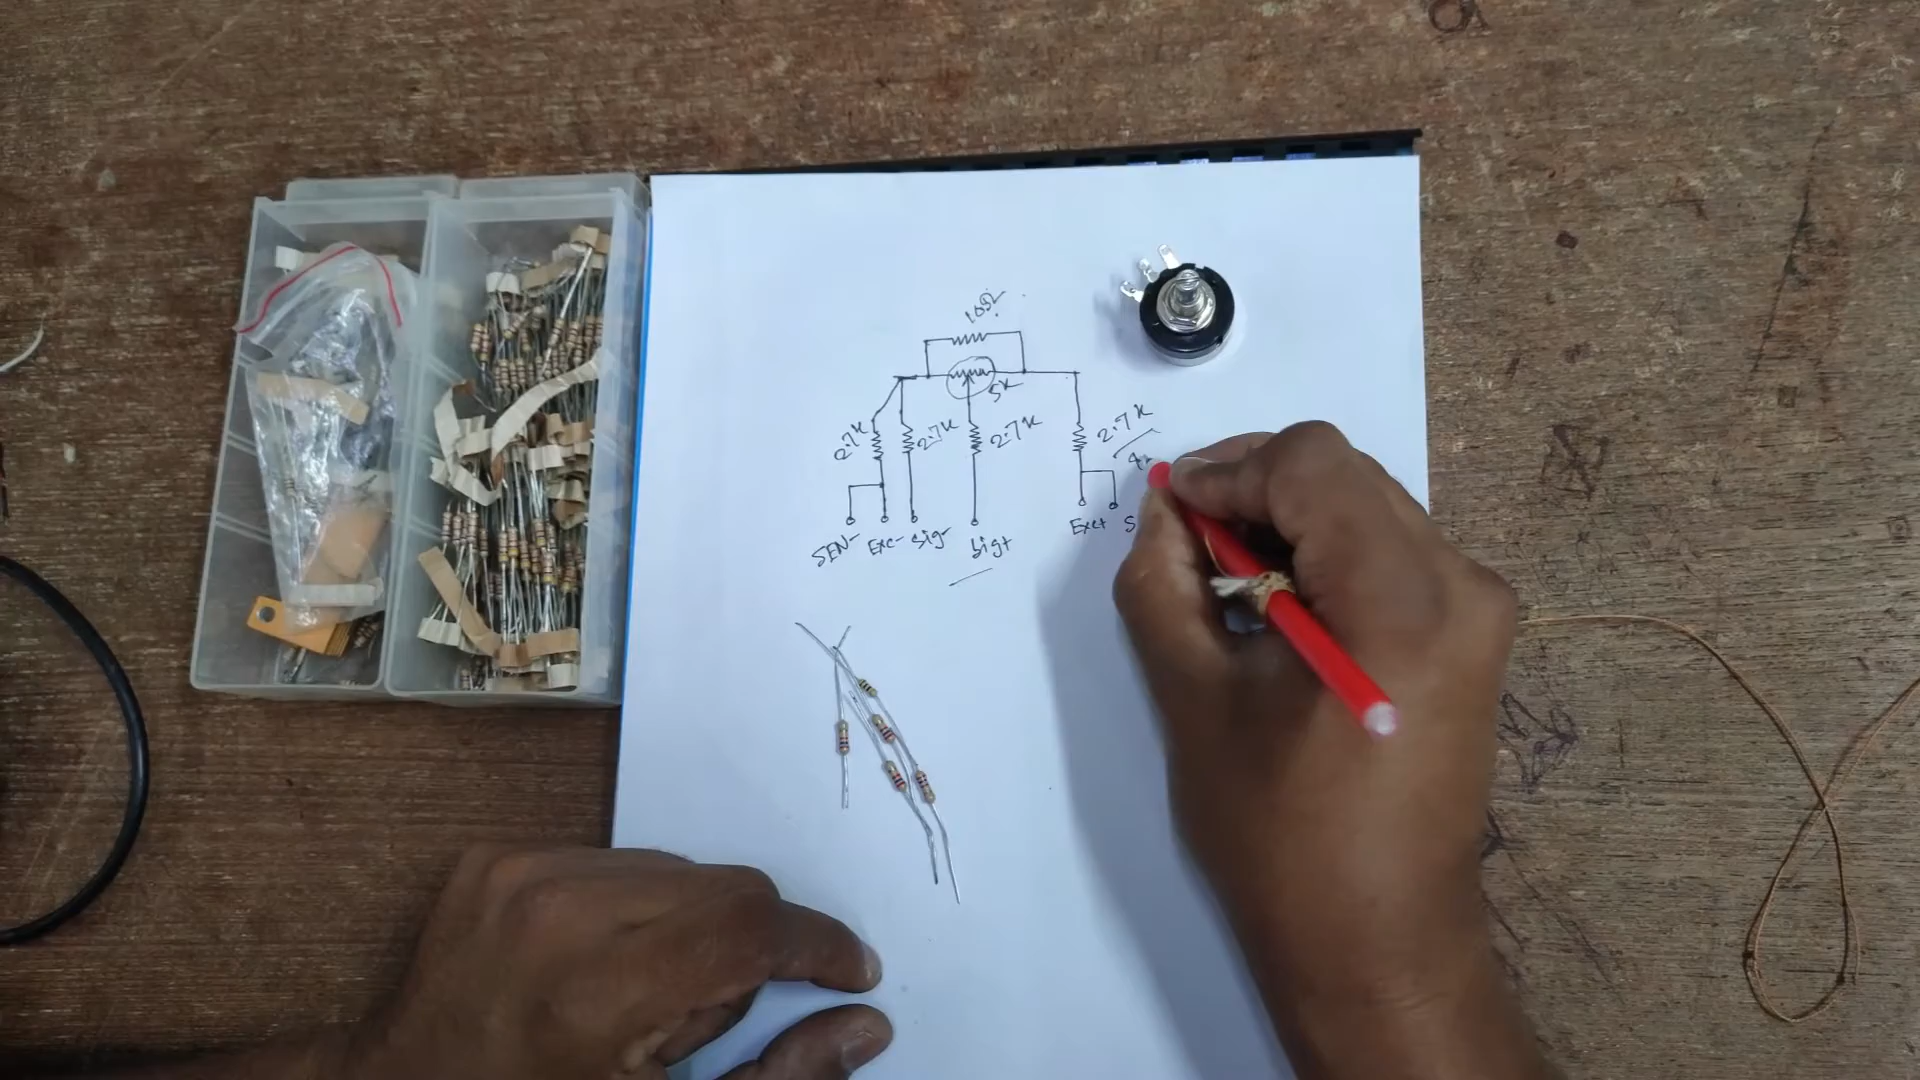 10Ω
5K
2.7K 2.7K 2.7K 2.7K
SEN- Exc- Sig- Sig+ Exc+ S